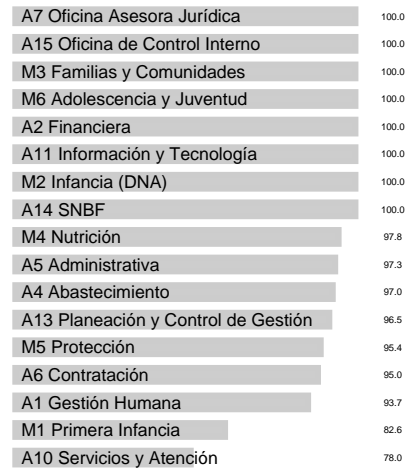 A7 Oficina Asesora Jurídica 100.0
A15 Oficina de Control Interno 100.0
M3 Familias y Comunidades 100.0
M6 Adolescencia y Juventud 100.0
A2 Financiera 100.0
A11 Información y Tecnología 100.0
M2 Infancia (DNA) 100.0
A14 SNBF 100.0
M4 Nutrición 97.8
A5 Administrativa 97.3
A4 Abastecimiento 97.0
A13 Planeación y Control de Gestión 96.5
M5 Protección 95.4
A6 Contratación 95.0
A1 Gestión Humana 93.7
M1 Primera Infancia 82.6
A10 Servicios y Atención 78.0